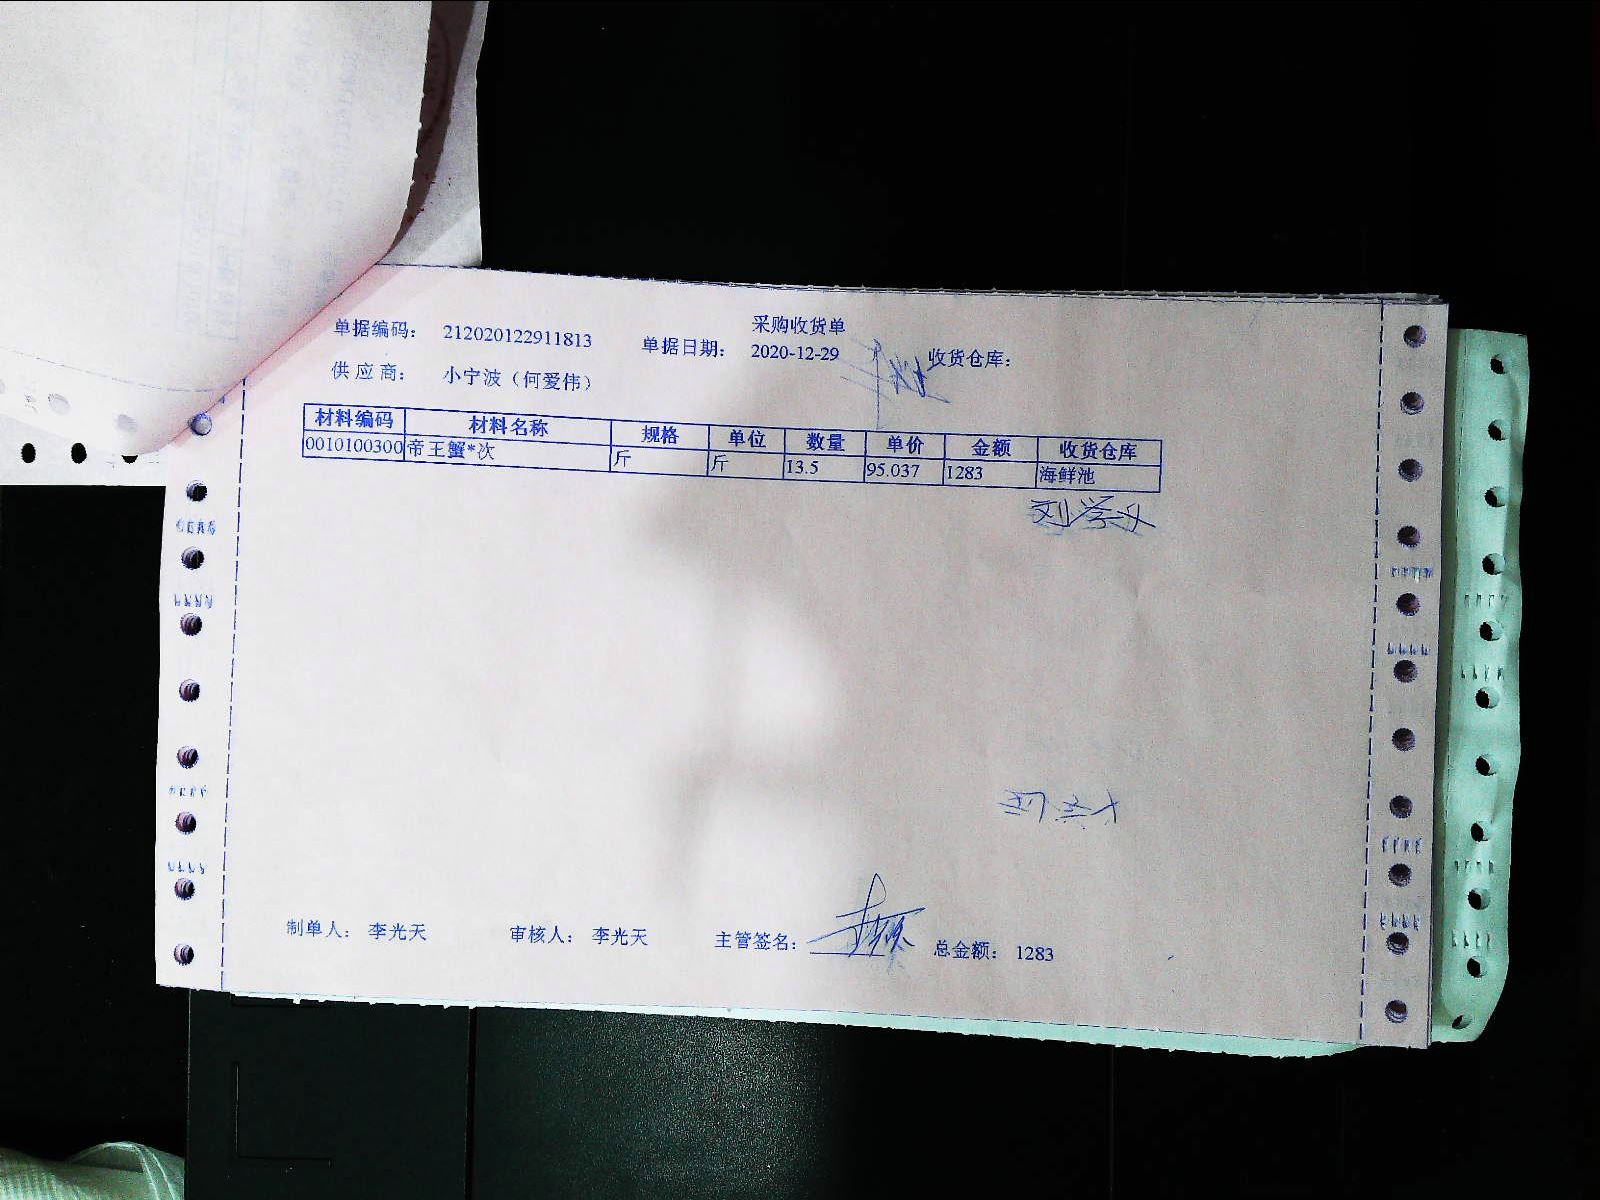 采购收货单
单据编码： 212020122911813 单据日期： 2020-12-29 收货仓库：
供 应 商： 小宁波（何爱伟）
材料编码 材料名称 规格 单位 数量 单价 金额 收货仓库
0010100300 帝王蟹*次 斤 斤 13.5 95.037 1283 海鲜池
制单人： 李光天 审核人： 李光天 主管签名： 总金额： 1283